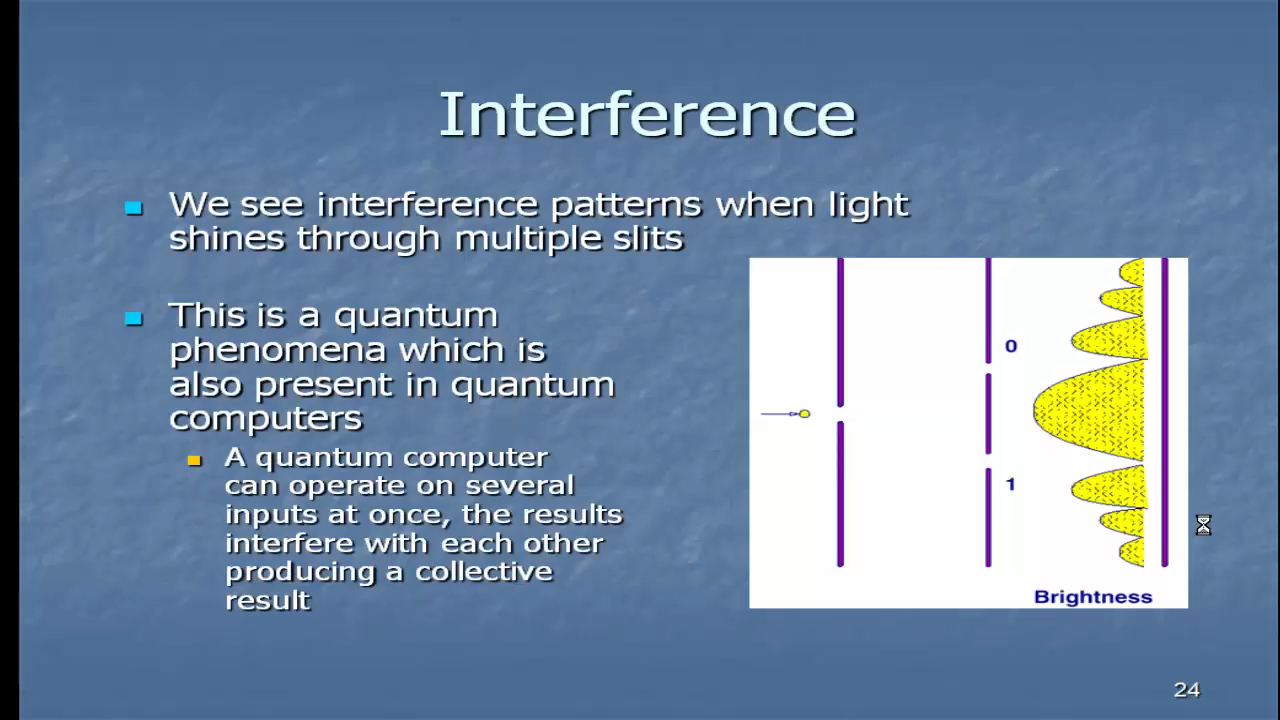 Interference
We see interference patterns when light
shines through multiple slits
This is a quantum
phenomena which is
also present in quantum
computers
A quantum computer
can operate on several
inputs at once, the results
interfere with each other
producing a collective
result
0
1
Brightness
24